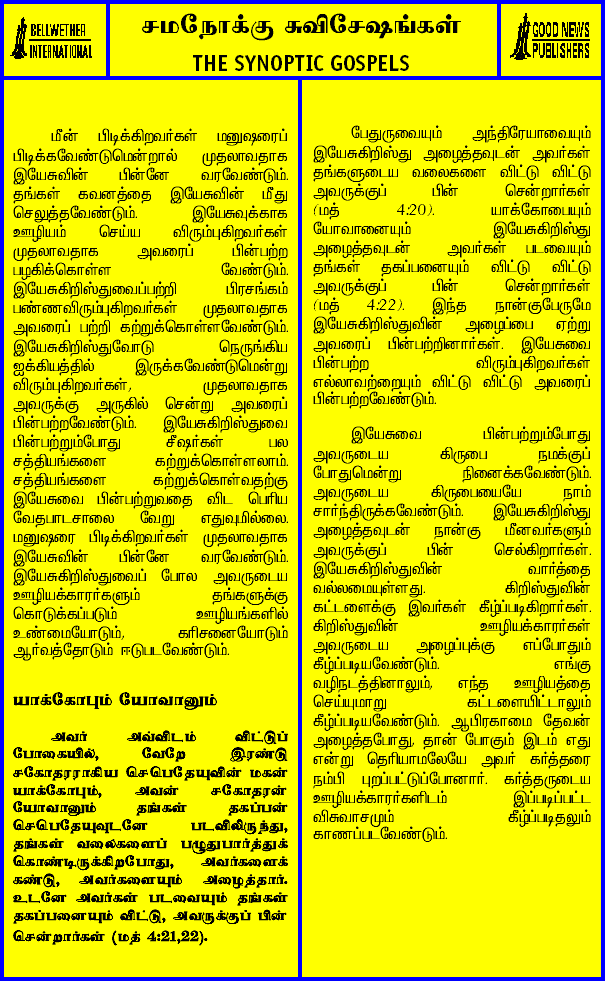 BELLWETHER
INTERNATIONAL
சமநோக்கு சுவிசேஷங்கள்
THE SYNOPTIC GOSPELS
GOOD NEWS
PUBLISHERS
மீன் பிடிக்கிறவர்கள் மனுஷரைப்
பிடிக்கவேண்டுமென்றால் முதலாவதாக
இயேசுவின் பின்னே வரவேண்டும்.
தங்கள் கவனத்தை இயேசுவின் மீது
செலுத்தவேண்டும். இயேசுவுக்காக
ஊழியம் செய்ய விரும்புகிறவர்கள்
முதலாவதாக அவரைப் பின்பற்ற
பழகிக்கொள்ள வேண்டும்.
இயேசுகிறிஸ்துவைப்பற்றி பிரசங்கம்
பண்ணவிரும்புகிறவர்கள் முதலாவதாக
அவரைப் பற்றி கற்றுக்கொள்ளவேண்டும்.
இயேசுகிறிஸ்துவோடு நெருங்கிய
ஐக்கியத்தில் இருக்கவேண்டுமென்று
விரும்புகிறவர்கள், முதலாவதாக
அவருக்கு அருகில் சென்று அவரைப்
பின்பற்றவேண்டும். இயேசுகிறிஸ்துவை
பின்பற்றும்போது சீஷர்கள் பல
சத்தியங்களை கற்றுக்கொள்ளலாம்.
சத்தியங்களை கற்றுக்கொள்வதற்கு
இயேசுவை பின்பற்றுவதை விட பெரிய
வேதபாடசாலை வேறு எதுவுமில்லை.
மனுஷரை பிடிக்கிறவர்கள் முதலாவதாக
இயேசுவின் பின்னே வரவேண்டும்.
இயேசுகிறிஸ்துவைப் போல அவருடைய
ஊழியக்காரர்களும் தங்களுக்கு
கொடுக்கப்படும் ஊழியங்களில்
உண்மையோடும், கரிசனையோடும்
ஆர்வத்தோடும் ஈடுபடவேண்டும்.
யாக்கோபும் யோவானும்
அவர் அவ்விடம் விட்டுப்
போகையில், வேறே இரண்டு
சகோதரராகிய செபெதேயுவின் மகன்
யாக்கோபும், அவன் சகோதரன்
யோவானும் தங்கள் தகப்பன்
செபெதேயுவுடனே படவிலிருந்து,
தங்கள் வலைகளைப் பழுதுபார்த்துக்
கொண்டிருக்கிறபோது, அவர்களைக்
கண்டு, அவர்களையும் அழைத்தார்.
உடனே அவர்கள் படவையும் தங்கள்
தகப்பனையும் விட்டு, அவருக்குப் பின்
சென்றார்கள் (மத் 4:21,22).
பேதுருவையும் அந்திரேயாவையும்
இயேசுகிறிஸ்து அழைத்தவுடன் அவர்கள்
தங்களுடைய வலைகளை விட்டு விட்டு
அவருக்குப் பின் சென்றார்கள்
(மத் 4:20). யாக்கோபையும்
யோவானையும் இயேசுகிறிஸ்து
அழைத்தவுடன் அவர்கள் படவையும்
தங்கள் தகப்பனையும் விட்டு விட்டு
அவருக்குப் பின் சென்றார்கள்
(மத் 4:22). இந்த நான்குபேருமே
இயேசுகிறிஸ்துவின் அழைப்பை ஏற்று
அவரைப் பின்பற்றினார்கள். இயேசுவை
பின்பற்ற விரும்புகிறவர்கள்
எல்லாவற்றையும் விட்டு விட்டு அவரைப்
பின்பற்றவேண்டும்.
இயேசுவை பின்பற்றும்போது
அவருடைய கிருபை நமக்குப்
போதுமென்று நினைக்கவேண்டும்.
அவருடைய கிருபையையே நாம்
சார்ந்திருக்கவேண்டும். இயேசுகிறிஸ்து
அழைத்தவுடன் நான்கு மீனவர்களும்
அவருக்குப் பின் செல்கிறார்கள்.
இயேசுகிறிஸ்துவின் வார்த்தை
வல்லமையுள்ளது. கிறிஸ்துவின்
கட்டளைக்கு இவர்கள் கீழ்ப்படிகிறார்கள்.
கிறிஸ்துவின் ஊழியக்காரர்கள்
அவருடைய அழைப்புக்கு எப்போதும்
கீழ்ப்படியவேண்டும். எங்கு
வழிநடத்தினாலும், எந்த ஊழியத்தை
செய்யுமாறு கட்டளையிட்டாலும்
கீழ்ப்படியவேண்டும். ஆபிரகாமை தேவன்
அழைத்தபோது, தான் போகும் இடம் எது
என்று தெரியாமலேயே அவர் கர்த்தரை
நம்பி புறப்பட்டுப்போனார். கர்த்தருடைய
ஊழியக்காரர்களிடம் இப்படிப்பட்ட
விசுவாசமும் கீழ்ப்படிதலும்
காணப்படவேண்டும்.